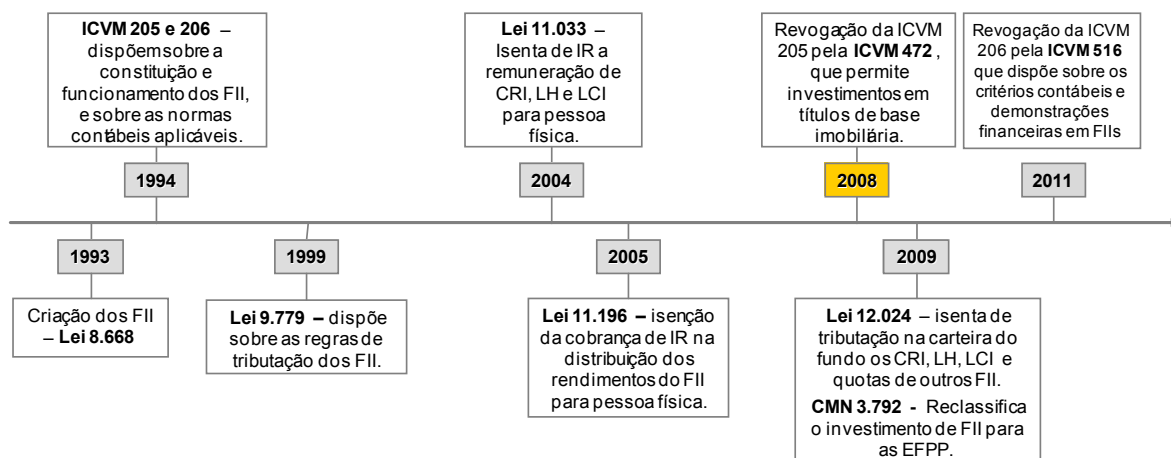 ICVM 205 e 206 –
dispõem sobre a
constituição e
funcionamento dos FII,
e sobre as normas
contábeis aplicáveis.
1994
Lei 11.033 –
Isenta de IR a
remuneração de
CRI, LH e LCI
para pessoa
física.
2004
Revogação da ICVM
205 pela ICVM 472 ,
que permite
investimentos em
títulos de base
imobiliária.
2008
Revogação da ICVM
206 pela ICVM 516
que dispõe sobre os
critérios contábeis e
demonstrações
financeiras em FIIs
2011
1993
Criação dos FII
– Lei 8.668
1999
Lei 9.779 – dispõe
sobre as regras de
tributação dos FII.
2005
Lei 11.196 – isenção
da cobrança de IR na
distribuição dos
rendimentos do FII
para pessoa física.
2009
Lei 12.024 – isenta de
tributação na carteira do
fundo os CRI, LH, LCI e
quotas de outros FII.
CMN 3.792 - Reclassifica
o investimento de FII para
as EFPP.